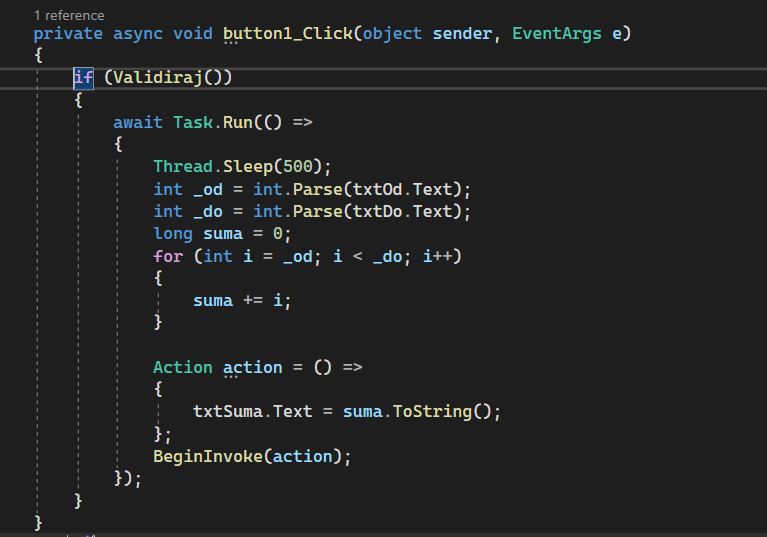 1 reference
private async void button1_Click(object sender, EventArgs e)
{
if (Validiraj())
{
await Task.Run(() =>
{
Thread.Sleep(500);
int _od = int.Parse(txtOd.Text);
int _do = int.Parse(txtDo.Text);
long suma = 0;
for (int i = _od; i < _do; i++)
{
suma += i;
}
Action action = () =>
{
txtSuma.Text = suma.ToString();
};
BeginInvoke(action);
});
}
}